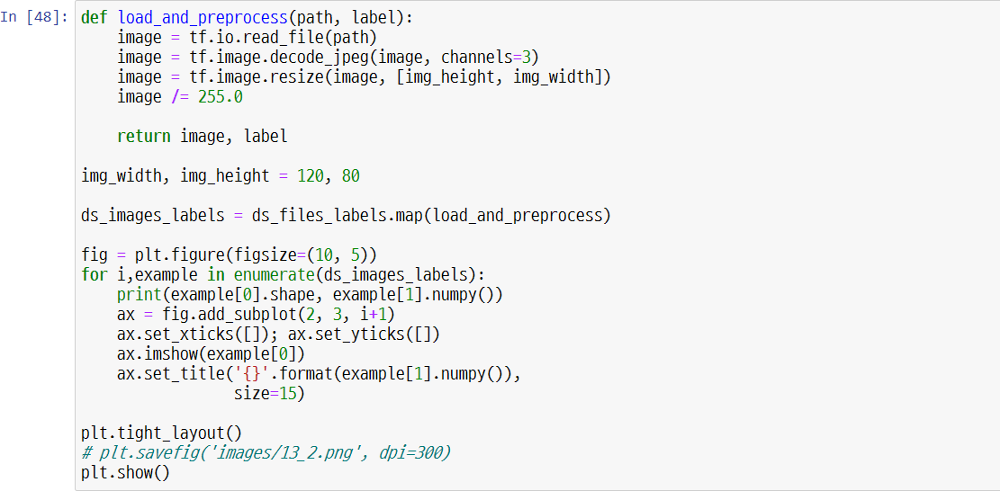 In [48]: def load_and_preprocess(path, label):
    image = tf.io.read_file(path)
    image = tf.image.decode_jpeg(image, channels=3)
    image = tf.image.resize(image, [img_height, img_width])
    image /= 255.0

    return image, label

img_width, img_height = 120, 80

ds_images_labels = ds_files_labels.map(load_and_preprocess)

fig = plt.figure(figsize=(10, 5))
for i,example in enumerate(ds_images_labels):
    print(example[0].shape, example[1].numpy())
    ax = fig.add_subplot(2, 3, i+1)
    ax.set_xticks([]); ax.set_yticks([])
    ax.imshow(example[0])
    ax.set_title('{}'.format(example[1].numpy()),
                 size=15)

plt.tight_layout()
# plt.savefig('images/13_2.png', dpi=300)
plt.show()